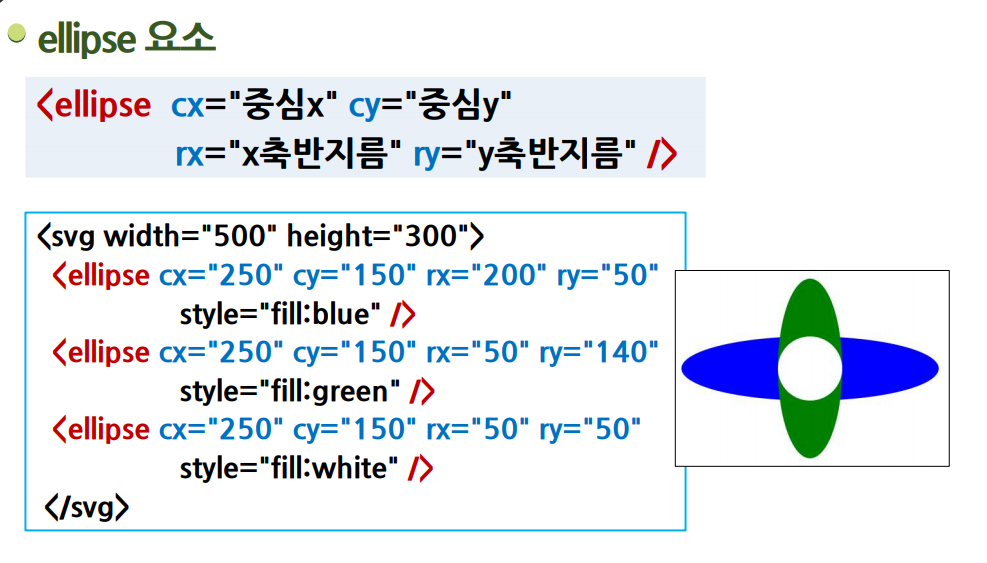 ellipse 요소
<ellipse cx="중심x" cy="중심y"
rx="x축반지름" ry="y축반지름" />
<svg width="500" height="300">
<ellipse cx="250" cy="150" rx="200" ry="50"
style="fill:blue" />
<ellipse cx="250" cy="150" rx="50" ry="140"
style="fill:green" />
<ellipse cx="250" cy="150" rx="50" ry="50"
style="fill:white" />
</svg>